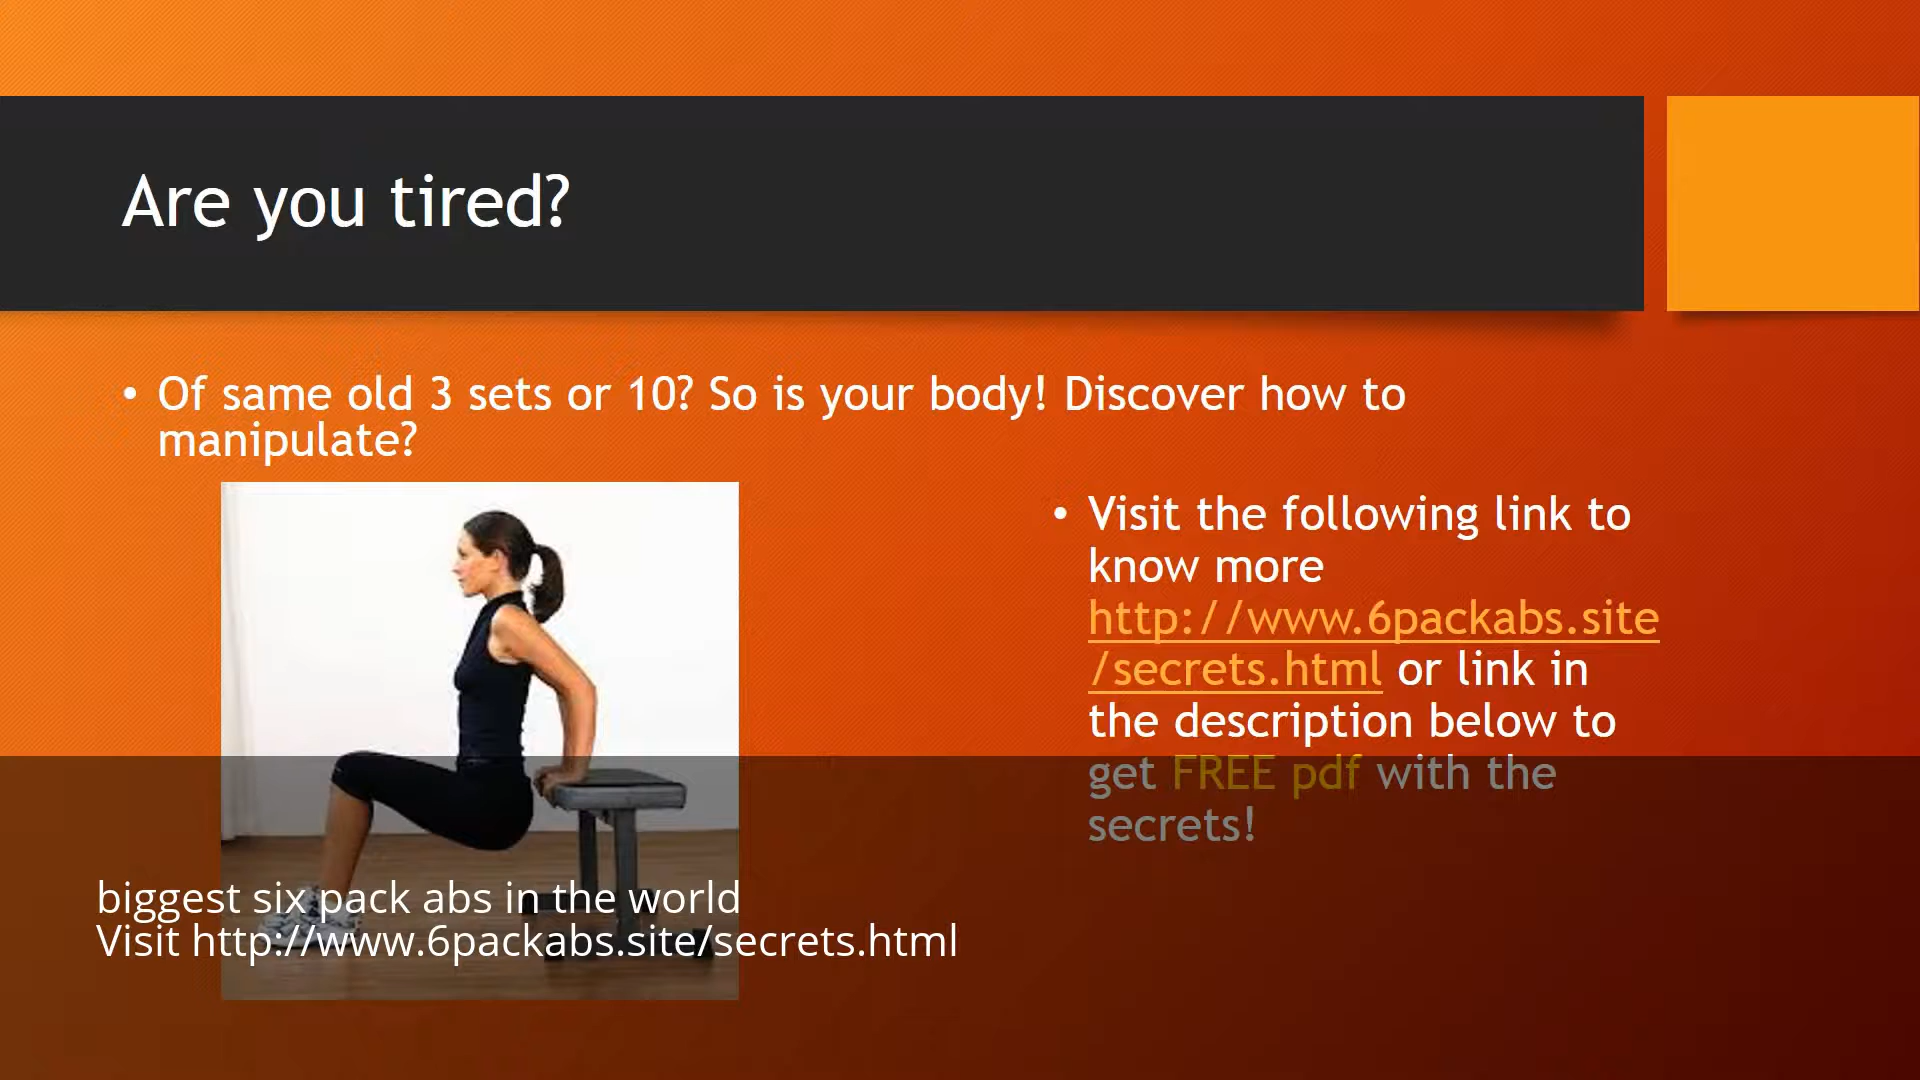 Are you tired?
• Of same old 3 sets or 10? So is your body! Discover how to
manipulate?
• Visit the following link to
know more
http://www.6packabs.site
/secrets.html or link in
the description below to
get FREE pdf with the
secrets!
biggest six pack abs in the world
Visit http://www.6packabs.site/secrets.html